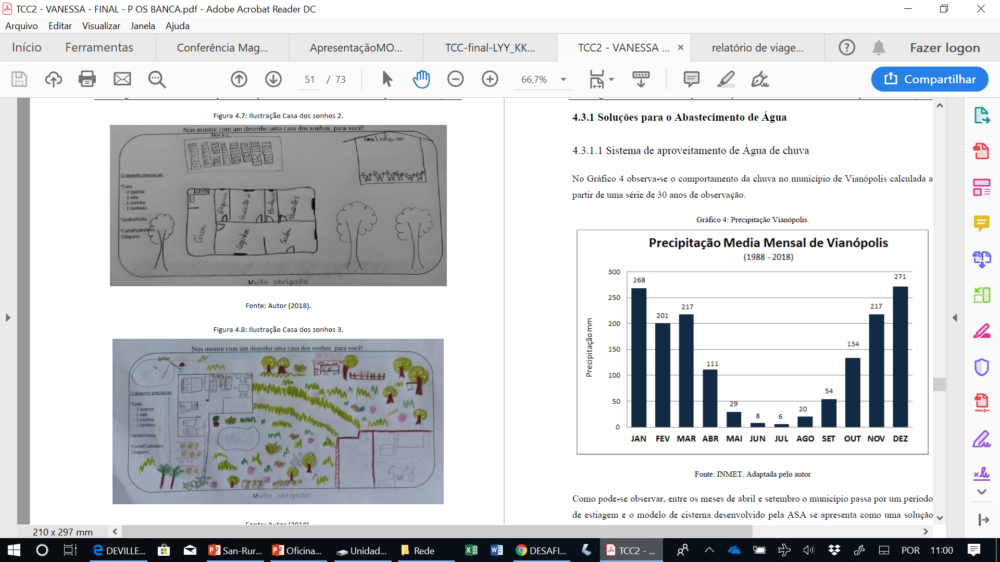 TCC2 - VANESSA - FINAL - P OS BANCA.pdf - Adobe Acrobat Reader DC
Arquivo Editar Visualizar Janela Ajuda
Início Ferramentas Conferência Mag... ApresentaçãoMO... TCC-final-LYY_KK... TCC2 - VANESSA ... × relatório de viage... Fazer logon
51 / 73 66,7% Compartilhar
Figura 4.7: Ilustração Casa dos sonhos 2.
Nos mostre com um desenho uma casa dos sonhos para você!
Horta
Galinheiro
O desenho precisa ter:
*Casa
- 2 quartos
- 1 sala
- 1 cozinha
- 1 banheiro
*Jardim/Horta
*Curral/Galinheiro
Chiqueiro
Quarto 2
Banheiro
Quarto 1
Área
Cozinha
Sala
Muito obrigada!
Fonte: Autor (2018).
Figura 4.8: Ilustração Casa dos sonhos 3.
Nos mostre com um desenho uma casa dos sonhos para você!
O desenho precisa ter:
*Casa
- 2 quartos
- 1 sala
- 1 cozinha
- 1 banheiro
*Jardim/Horta
*Curral/Galinheiro
Chiqueiro
Muito obrigada!
Fonte: Autor (2018)
4.3.1 Soluções para o Abastecimento de Água
4.3.1.1 Sistema de aproveitamento de Água de chuva
No Gráfico 4 observa-se o comportamento da chuva no município de Vianópolis calculada a
partir de uma série de 30 anos de observação.
Gráfico 4: Precipitação Vianópolis.
Precipitação Media Mensal de Vianópolis
(1988 - 2018)
Precipitação mm
300
250
200
150
100
50
0
268
201
217
111
29
8
6
20
54
134
217
271
JAN FEV MAR ABR MAI JUN JUL AGO SET OUT NOV DEZ
Fonte: INMET. Adaptada pelo autor
Como pode-se observar, entre os meses de abril e setembro o município passa por um período
de estiagem e o modelo de cisterna desenvolvido pela ASA se apresenta como uma solução
210 x 297 mm
DEVILLE... San-Rur... Oficina... Unidad... Rede DESAFI... TCC2 - ... POR 11:00